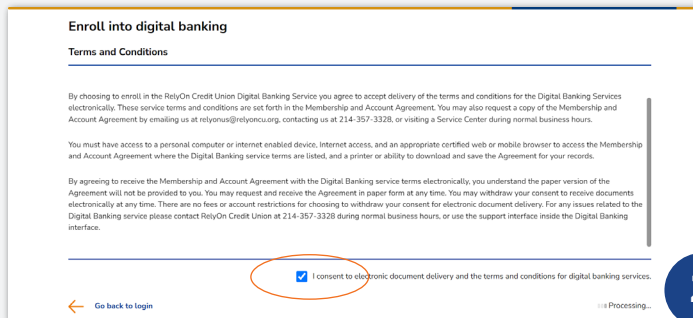 Enroll into digital banking
Terms and Conditions
By choosing to enroll in the RelyOn Credit Union Digital Banking Service you agree to accept delivery of the terms and conditions for the Digital Banking Services
electronically. These service terms and conditions are set forth in the Membership and Account Agreement. You may also request a copy of the Membership and
Account Agreement by emailing us at relyonus@relyoncu.org, contacting us at 214-357-3328, or visiting a Service Center during normal business hours.
You must have access to a personal computer or internet enabled device, Internet access, and an appropriate certified web or mobile browser to access the Membership
and Account Agreement where the Digital Banking service terms are listed, and a printer or ability to download and save the Agreement for your records.
By agreeing to receive the Membership and Account Agreement with the Digital Banking service terms electronically, you understand the paper version of the
Agreement will not be provided to you. You may request and receive the Agreement in paper form at any time. You may withdraw your consent to receive documents
electronically at any time. There are no fees or account restrictions for choosing to withdraw your consent for electronic document delivery. For any issues related to the
Digital Banking service please contact RelyOn Credit Union at 214-357-3328 during normal business hours, or use the support interface inside the Digital Banking
interface.
I consent to electronic document delivery and the terms and conditions for digital banking services.
Go back to login
Processing...